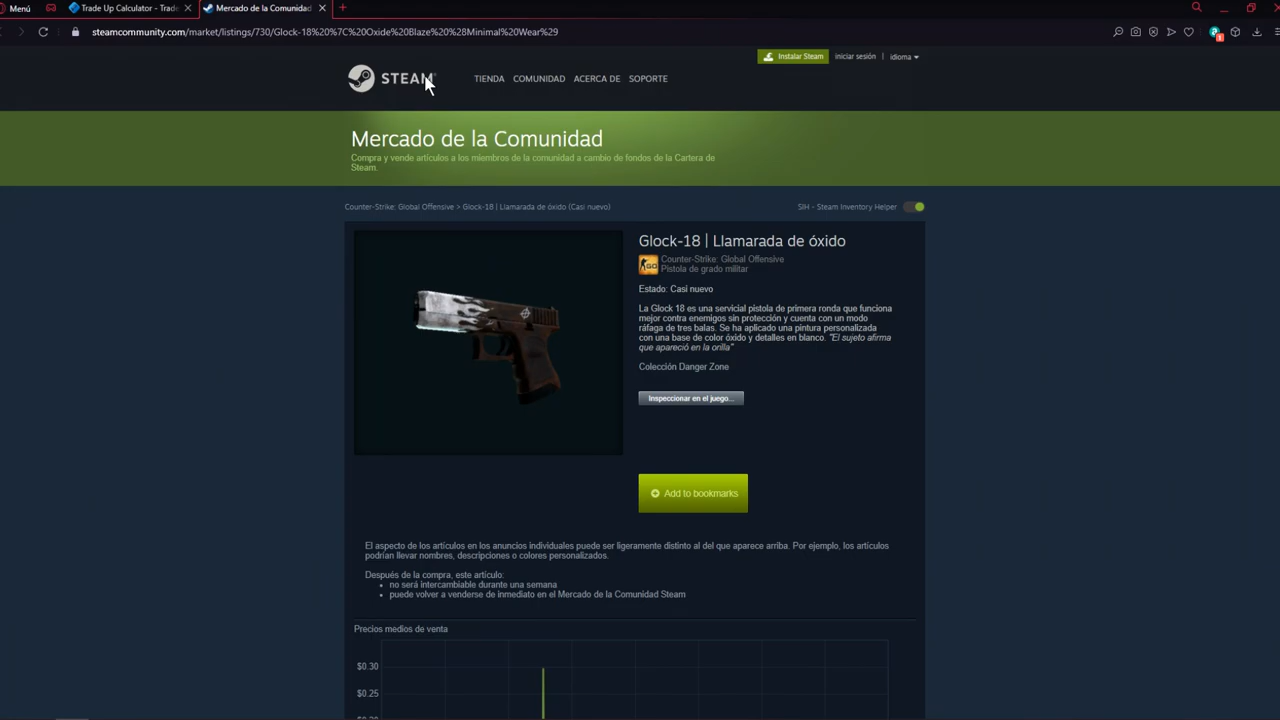 Menú
Trade Up Calculator - Trade
Mercado de la Comunidad
steamcommunity.com/market/listings/730/Glock-18%20%7C%20Oxide%20Blaze%20%28Minimal%20Wear%29
1
Instalar Steam
iniciar sesión | idioma
STEAM
TIENDA
COMUNIDAD
ACERCA DE
SOPORTE
Mercado de la Comunidad
Compra y vende artículos a los miembros de la comunidad a cambio de fondos de la Cartera de
Steam.
Counter-Strike: Global Offensive > Glock-18 | Llamarada de óxido (Casi nuevo)
SIH - Steam Inventory Helper
Glock-18 | Llamarada de óxido
GO
Counter-Strike: Global Offensive
Pistola de grado militar
Estado: Casi nuevo
La Glock 18 es una servicial pistola de primera ronda que funciona
mejor contra enemigos sin protección y cuenta con un modo
ráfaga de tres balas. Se ha aplicado una pintura personalizada
con una base de color óxido y detalles en blanco. "El sujeto afirma
que apareció en la orilla"
Colección Danger Zone
Inspeccionar en el juego...
Add to bookmarks
El aspecto de los artículos en los anuncios individuales puede ser ligeramente distinto al del que aparece arriba. Por ejemplo, los artículos
podrían llevar nombres, descripciones o colores personalizados.
Después de la compra, este artículo:
• no será intercambiable durante una semana
• puede volver a venderse de inmediato en el Mercado de la Comunidad Steam
Precios medios de venta
$0.30
$0.25
$0.20